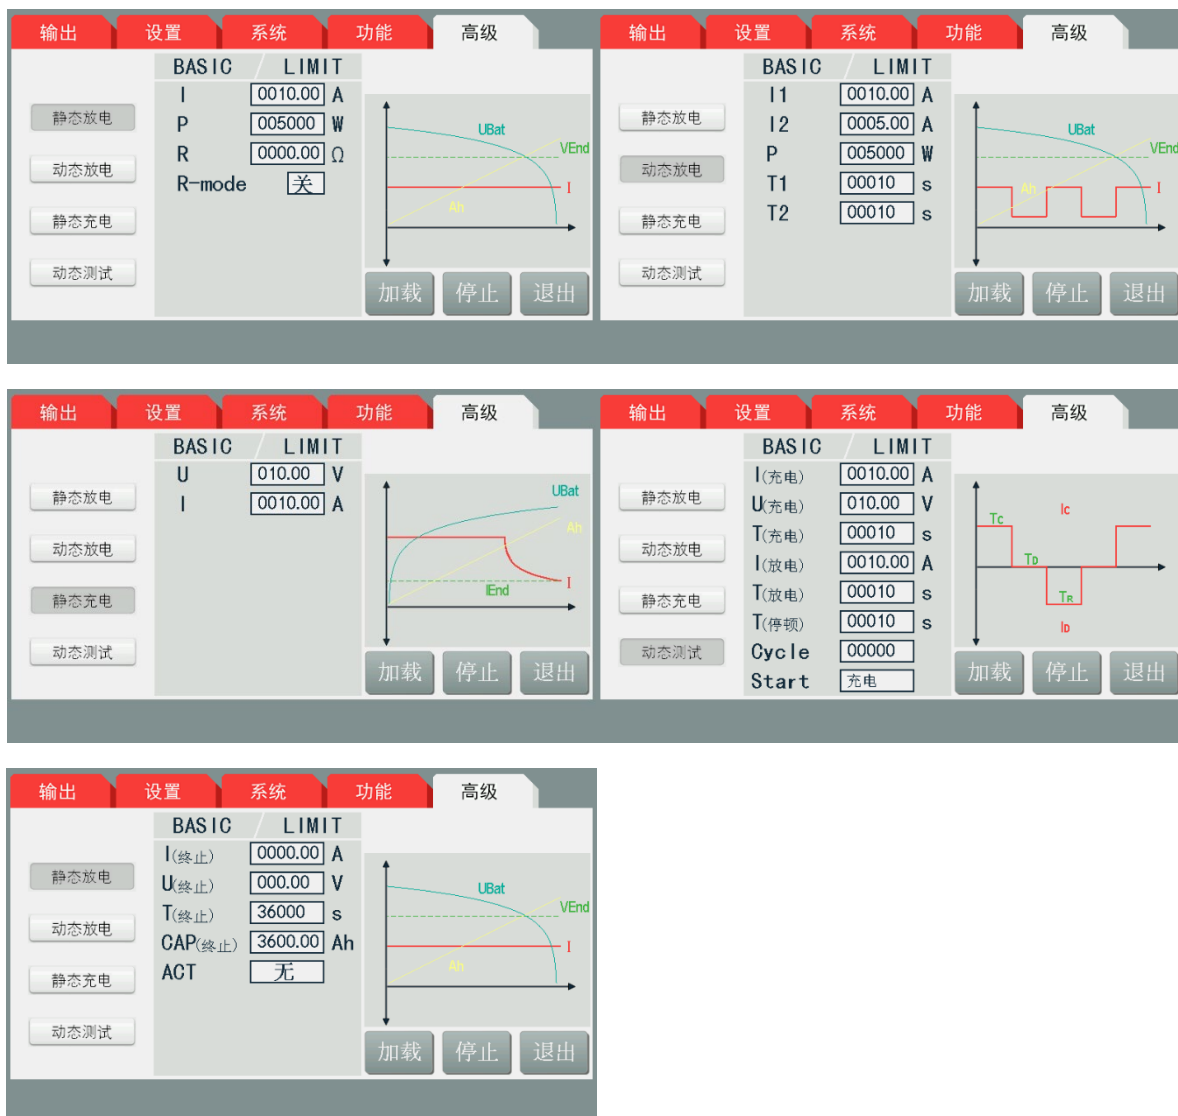 输出 设置 系统 功能 高级
BASIC / LIMIT
静态放电
动态放电
静态充电
动态测试
I 0010.00 A
P 005000 W
R 0000.00 Ω
R-mode 关
UBat
VEnd
I
Ah
加载 停止 退出
输出 设置 系统 功能 高级
BASIC / LIMIT
静态放电
动态放电
静态充电
动态测试
I1 0010.00 A
I2 0005.00 A
P 005000 W
T1 00010 s
T2 00010 s
UBat
VEnd
I
Ah
加载 停止 退出
输出 设置 系统 功能 高级
BASIC / LIMIT
静态放电
动态放电
静态充电
动态测试
U 010.00 V
I 0010.00 A
UBat
Ah
IEnd
I
加载 停止 退出
输出 设置 系统 功能 高级
BASIC / LIMIT
静态放电
动态放电
静态充电
动态测试
I(充电) 0010.00 A
U(充电) 010.00 V
T(充电) 00010 s
I(放电) 0010.00 A
T(放电) 00010 s
T(停顿) 00010 s
Cycle 00000
Start 充电
Tc
Ic
TD
TR
ID
加载 停止 退出
输出 设置 系统 功能 高级
BASIC / LIMIT
静态放电
动态放电
静态充电
动态测试
I(终止) 0000.00 A
U(终止) 000.00 V
T(终止) 36000 s
CAP(终止) 3600.00 Ah
ACT 无
UBat
VEnd
I
Ah
加载 停止 退出